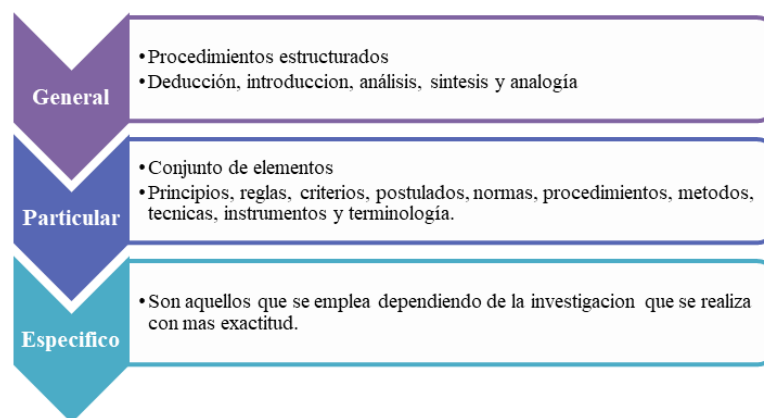 General
•Procedimientos estructurados
•Deducción, introduccion, análisis, sintesis y analogía
Particular
•Conjunto de elementos
•Principios, reglas, criterios, postulados, normas, procedimientos, metodos,
tecnicas, instrumentos y terminología.
Especifico
•Son aquellos que se emplea dependiendo de la investigacion que se realiza
con mas exactitud.